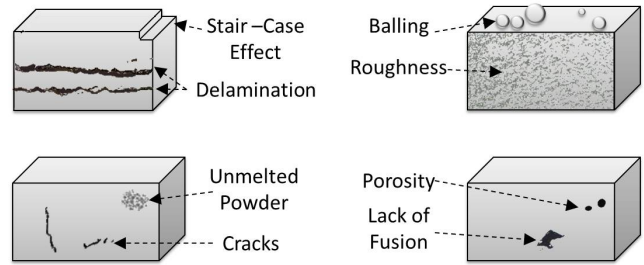 Stair–Case
Effect
Delamination
Balling
Roughness
Unmelted
Powder
Cracks
Porosity
Lack of
Fusion